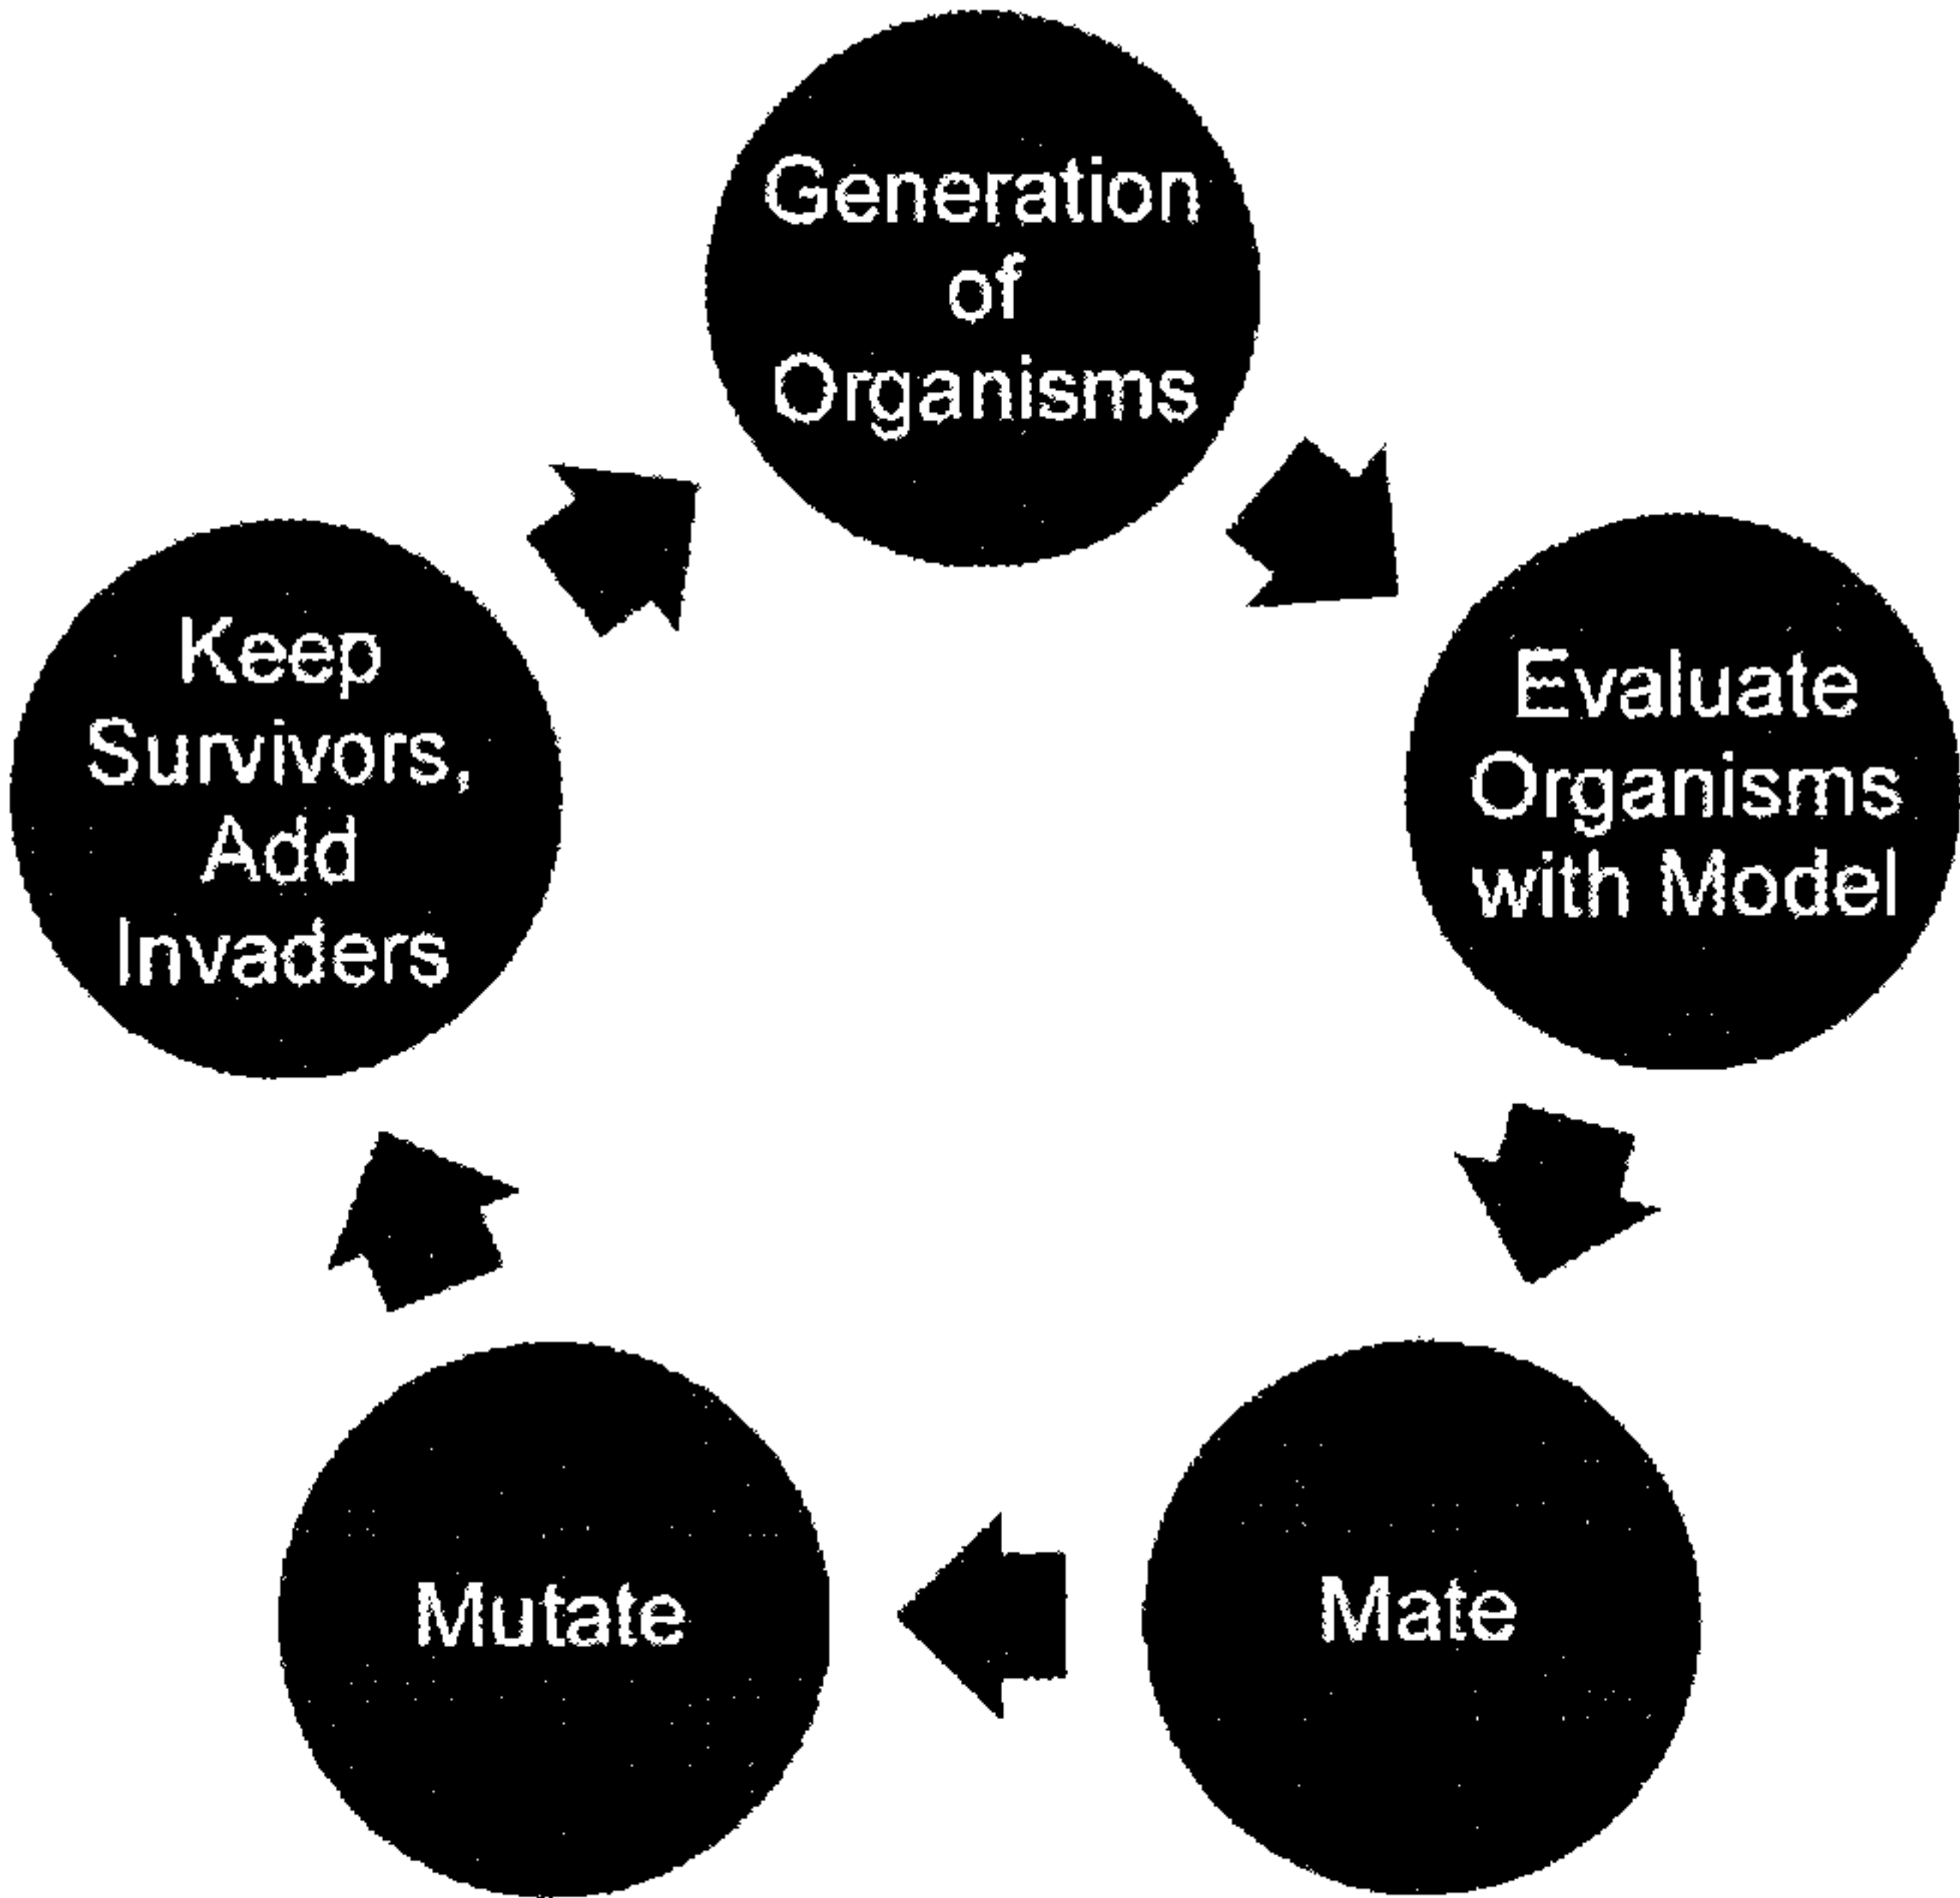 Generation
of
Organisms
Evaluate
Organisms
with Model
Mate
Mutate
Keep
Survivors,
Add
Invaders